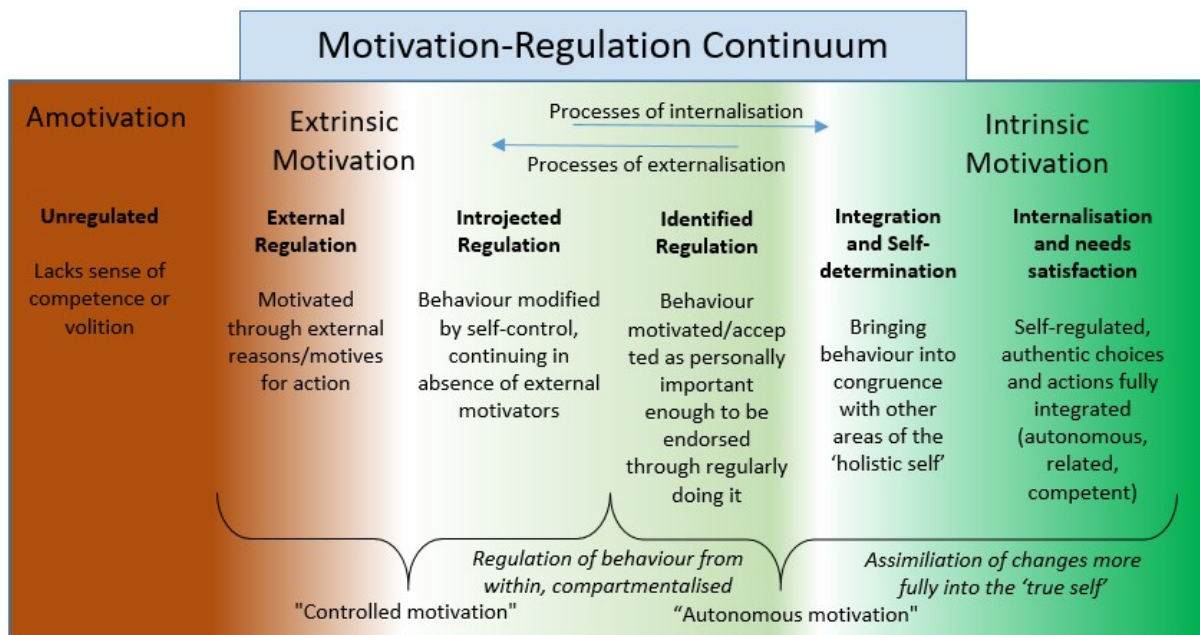 Motivation-Regulation Continuum
Amotivation
Extrinsic
Motivation
Processes of internalisation
Processes of externalisation
Intrinsic
Motivation
Unregulated
Lacks sense of
competence or
volition
External
Regulation
Motivated
through external
reasons/motives
for action
Introjected
Regulation
Behaviour modified
by self-control,
continuing in
absence of external
motivators
Identified
Regulation
Behaviour
motivated/accep
ted as personally
important
enough to be
endorsed
through regularly
doing it
Integration
and Self-
determination
Bringing
behaviour into
congruence
with other
areas of the
‘holistic self’
Internalisation
and needs
satisfaction
Self-regulated,
authentic choices
and actions fully
integrated
(autonomous,
related,
competent)
Regulation of behaviour from
within, compartmentalised
Assimiliation of changes more
fully into the ‘true self’
"Controlled motivation"
“Autonomous motivation"